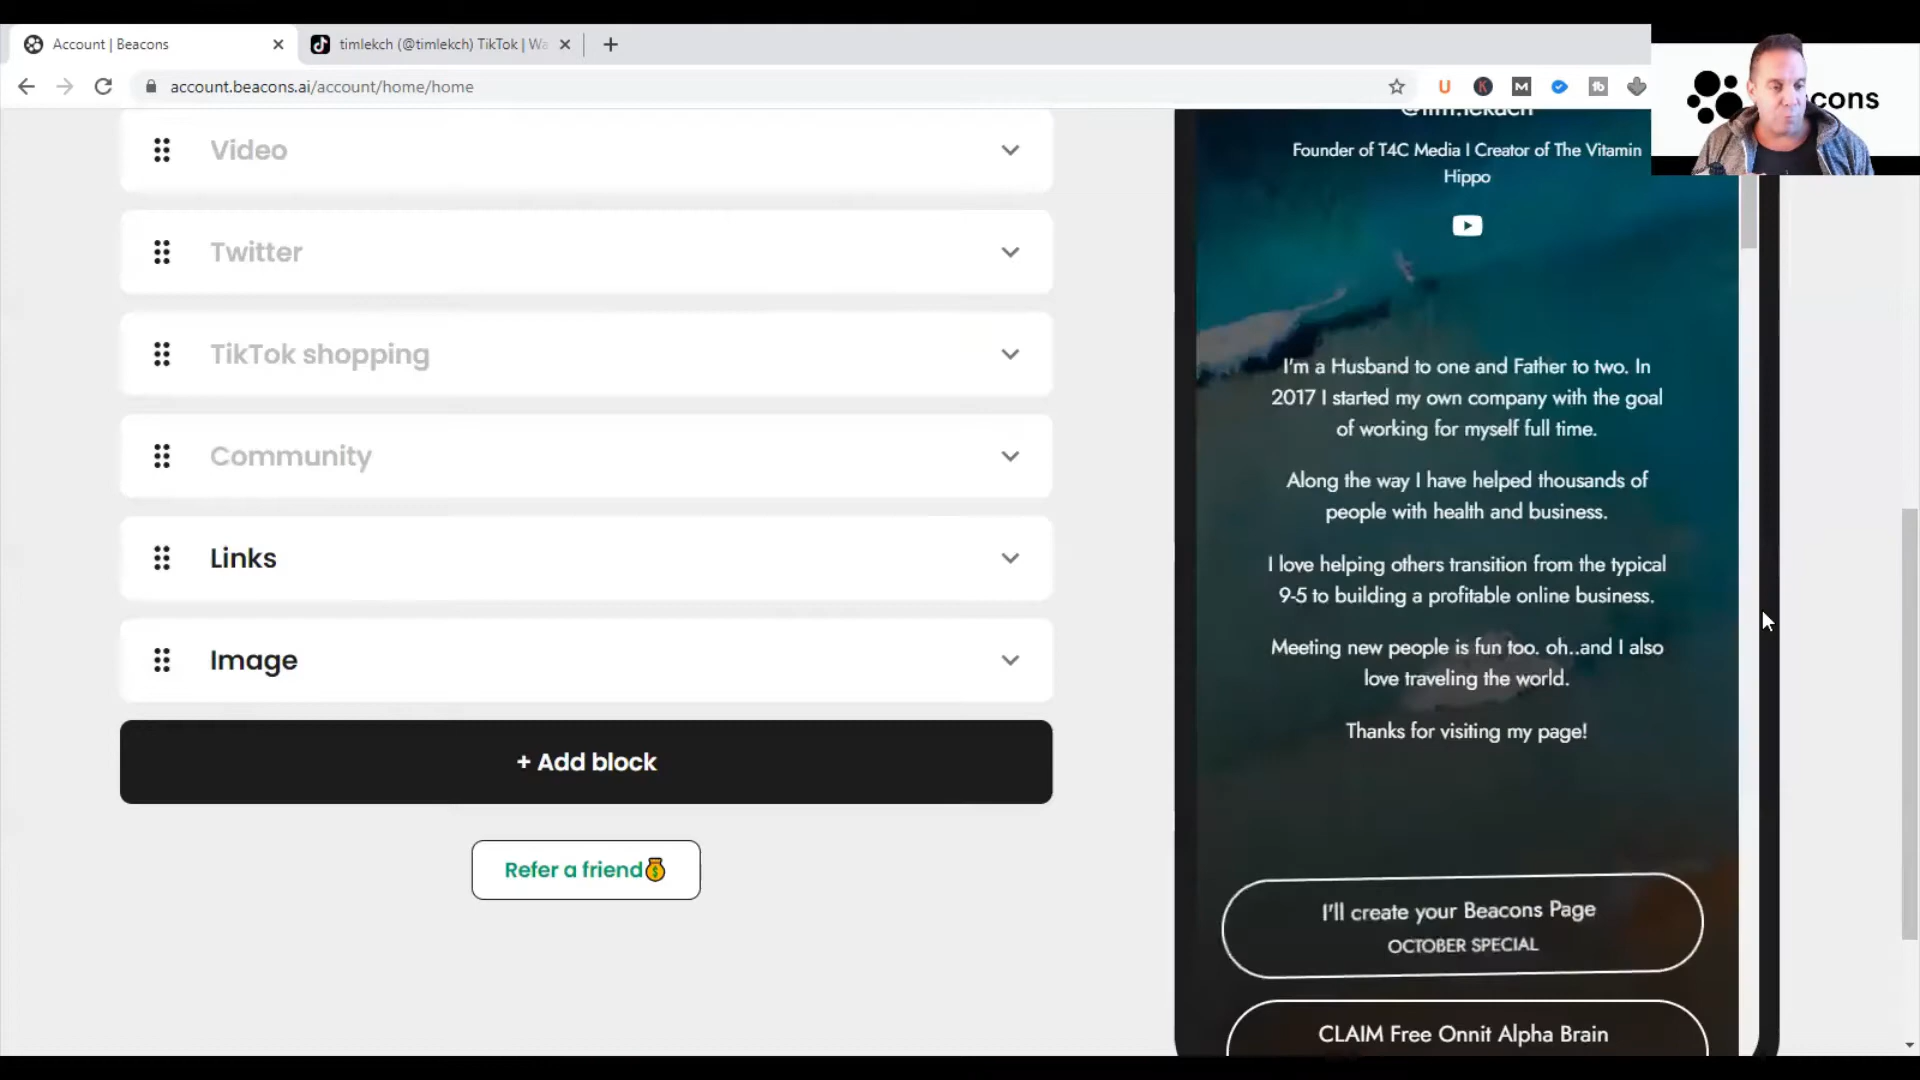 Account | Beacons
timlekch (@timlekch) TikTok | Wa
account.beacons.ai/account/home/home
Video
Twitter
TikTok shopping
Community
Links
Image
+ Add block
Refer a friend
Founder of T4C Media I Creator of The Vitamin
Hippo
I'm a Husband to one and Father to two. In
2017 I started my own company with the goal
of working for myself full time.
Along the way I have helped thousands of
people with health and business.
I love helping others transition from the typical
9-5 to building a profitable online business.
Meeting new people is fun too. oh..and I also
love traveling the world.
Thanks for visiting my page!
I'll create your Beacons Page
OCTOBER SPECIAL
CLAIM Free Onnit Alpha Brain
cons
U
K
M
tb